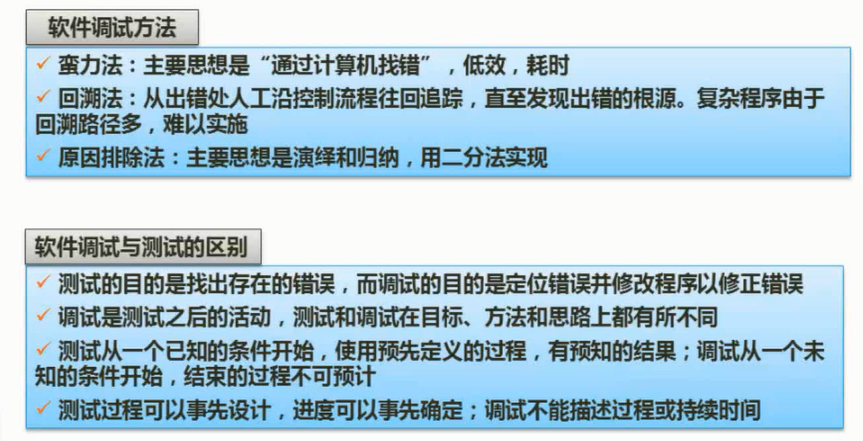 软件调试方法
✓ 蛮力法：主要思想是“通过计算机找错”，低效，耗时
✓ 回溯法：从出错处人工沿控制流程往回追踪，直至发现出错的根源。复杂程序由于
回溯路径多，难以实施
✓ 原因排除法：主要思想是演绎和归纳，用二分法实现
软件调试与测试的区别
✓ 测试的目的是找出存在的错误，而调试的目的是定位错误并修改程序以修正错误
✓ 调试是测试之后的活动，测试和调试在目标、方法和思路上都有所不同
✓ 测试从一个已知的条件开始，使用预先定义的过程，有预知的结果；调试从一个未
知的条件开始，结束的过程不可预计
✓ 测试过程可以事先设计，进度可以事先确定；调试不能描述过程或持续时间